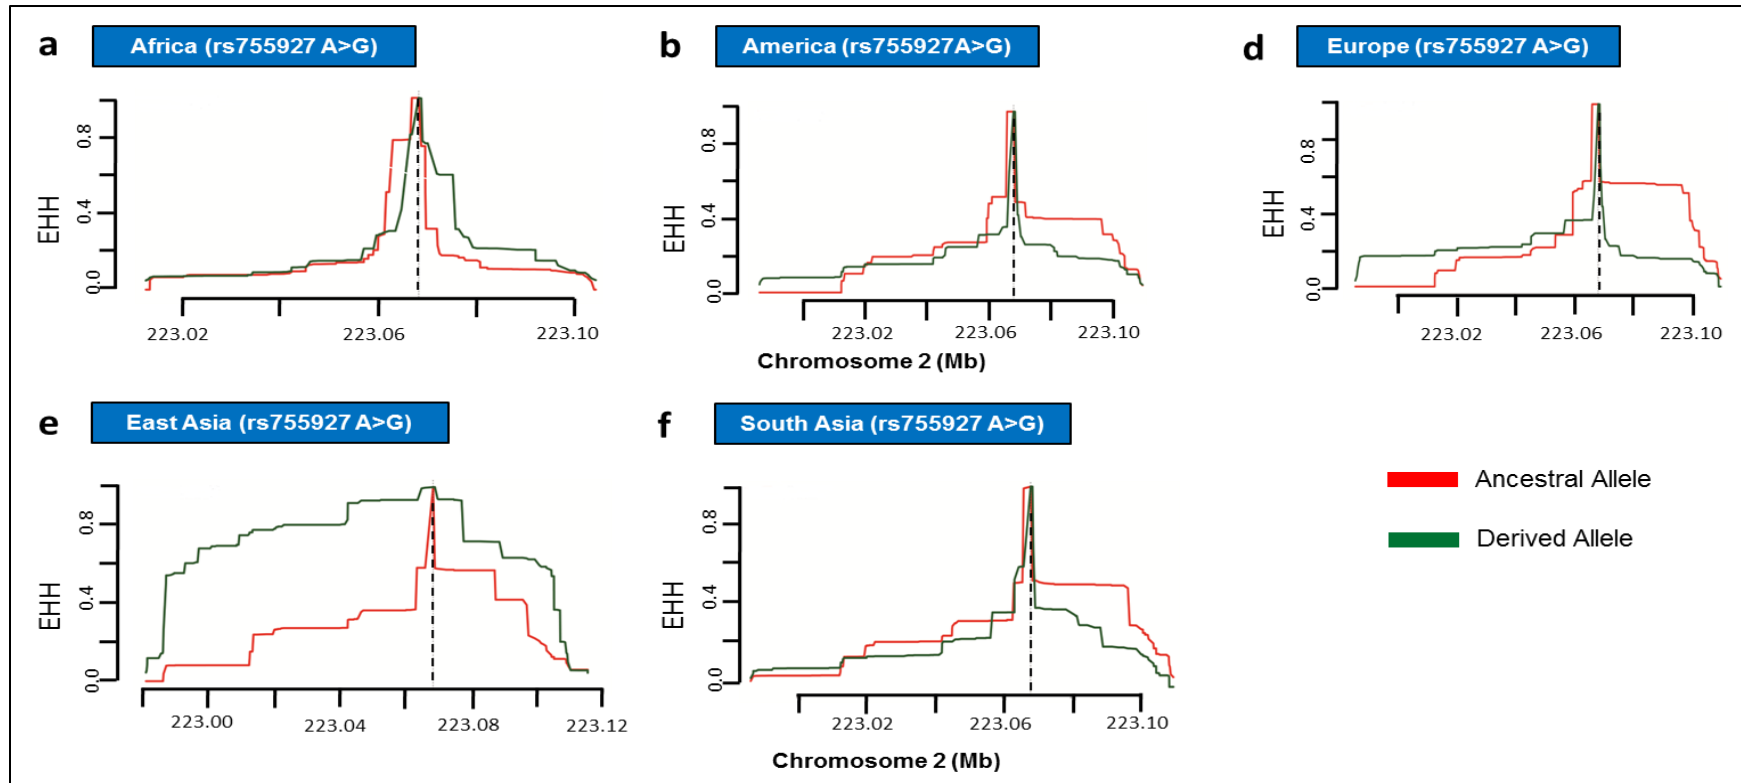 a Africa (rs755927 A>G)
0.8
EHH
0.4
0.0
223.02 223.06 223.10
b America (rs755927A>G)
0.8
EHH
0.4
0.0
223.02 223.06 223.10
Chromosome 2 (Mb)
d Europe (rs755927 A>G)
0.8
EHH
0.4
0.0
223.02 223.06 223.10
e East Asia (rs755927 A>G)
0.8
EHH
0.4
0.0
223.00 223.04 223.08 223.12
f South Asia (rs755927 A>G)
0.8
EHH
0.4
0.0
223.02 223.06 223.10
Chromosome 2 (Mb)
Ancestral Allele
Derived Allele